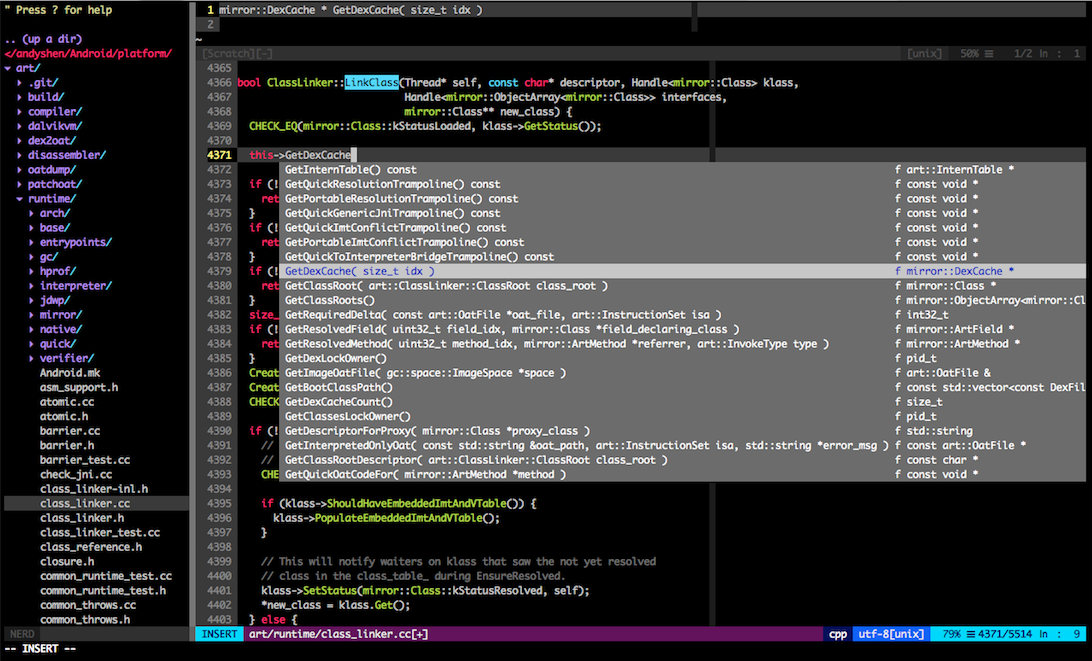 " Press ? for help
.. (up a dir)
</andyshen/Android/platform/
▾ art/
▸ .git/
▸ build/
▸ compiler/
▸ dalvikvm/
▸ dex2oat/
▸ disassembler/
▸ oatdump/
▸ patchoat/
▾ runtime/
▸ arch/
▸ base/
▸ entrypoints/
▸ gc/
▸ hprof/
▸ interpreter/
▸ jdwp/
▸ mirror/
▸ native/
▸ quick/
▸ verifier/
Android.mk
asm_support.h
atomic.cc
atomic.h
barrier.cc
barrier.h
barrier_test.cc
check_jni.cc
class_linker-inl.h
class_linker.cc
class_linker.h
class_linker_test.cc
class_reference.h
closure.h
common_runtime_test.cc
common_runtime_test.h
common_throws.cc
common_throws.h
NERD
1 mirror::DexCache * GetDexCache( size_t idx )
2
~
[Scratch][-] [unix] 50% ≡ 1/2 ln : 1
4365
4366 bool ClassLinker::LinkClass(Thread* self, const char* descriptor, Handle<mirror::Class> klass,
4367 Handle<mirror::ObjectArray<mirror::Class>> interfaces,
4368 mirror::Class** new_class) {
4369 CHECK_EQ(mirror::Class::kStatusLoaded, klass->GetStatus());
4370
4371 this->GetDexCache
4372 GetInternTable() const f art::InternTable *
4373 if (! GetQuickResolutionTrampoline() const f const void *
4374 ret GetPortableResolutionTrampoline() const f const void *
4375 } GetQuickGenericJniTrampoline() const f const void *
4376 if (! GetQuickImtConflictTrampoline() const f const void *
4377 ret GetPortableImtConflictTrampoline() const f const void *
4378 } GetQuickToInterpreterBridgeTrampoline() const f const void *
4379 if (! GetDexCache( size_t idx ) f mirror::DexCache *
4380 ret GetClassRoot( art::ClassLinker::ClassRoot class_root ) f mirror::Class *
4381 } GetClassRoots() f mirror::ObjectArray<mirror::Cl
4382 size_ GetRequiredDelta( const art::OatFile *oat_file, art::InstructionSet isa ) f int32_t
4383 if (! GetResolvedField( uint32_t field_idx, mirror::Class *field_declaring_class ) f mirror::ArtField *
4384 ret GetResolvedMethod( uint32_t method_idx, mirror::ArtMethod *referrer, art::InvokeType type ) f mirror::ArtMethod *
4385 } GetDexLockOwner() f pid_t
4386 Creat GetImageOatFile( gc::space::ImageSpace *space ) f art::OatFile &
4387 Creat GetBootClassPath() f const std::vector<const DexFil
4388 CHECK GetDexCacheCount() f size_t
4389 GetClassesLockOwner() f pid_t
4390 if (! GetDescriptorForProxy( mirror::Class *proxy_class ) f std::string
4391 // GetInterpretedOnlyOat( const std::string &oat_path, art::InstructionSet isa, std::string *error_msg ) f const art::OatFile *
4392 // GetClassRootDescriptor( art::ClassLinker::ClassRoot class_root ) f const char *
4393 CHE GetQuickOatCodeFor( mirror::ArtMethod *method ) f const void *
4394
4395 if (klass->ShouldHaveEmbeddedImtAndVTable()) {
4396 klass->PopulateEmbeddedImtAndVTable();
4397 }
4398
4399 // This will notify waiters on klass that saw the not yet resolved
4400 // class in the class_table_ during EnsureResolved.
4401 klass->SetStatus(mirror::Class::kStatusResolved, self);
4402 *new_class = klass.Get();
4403 } else {
INSERT art/runtime/class_linker.cc[+] cpp utf-8[unix] 79% ≡ 4371/5514 ln : 9
-- INSERT --